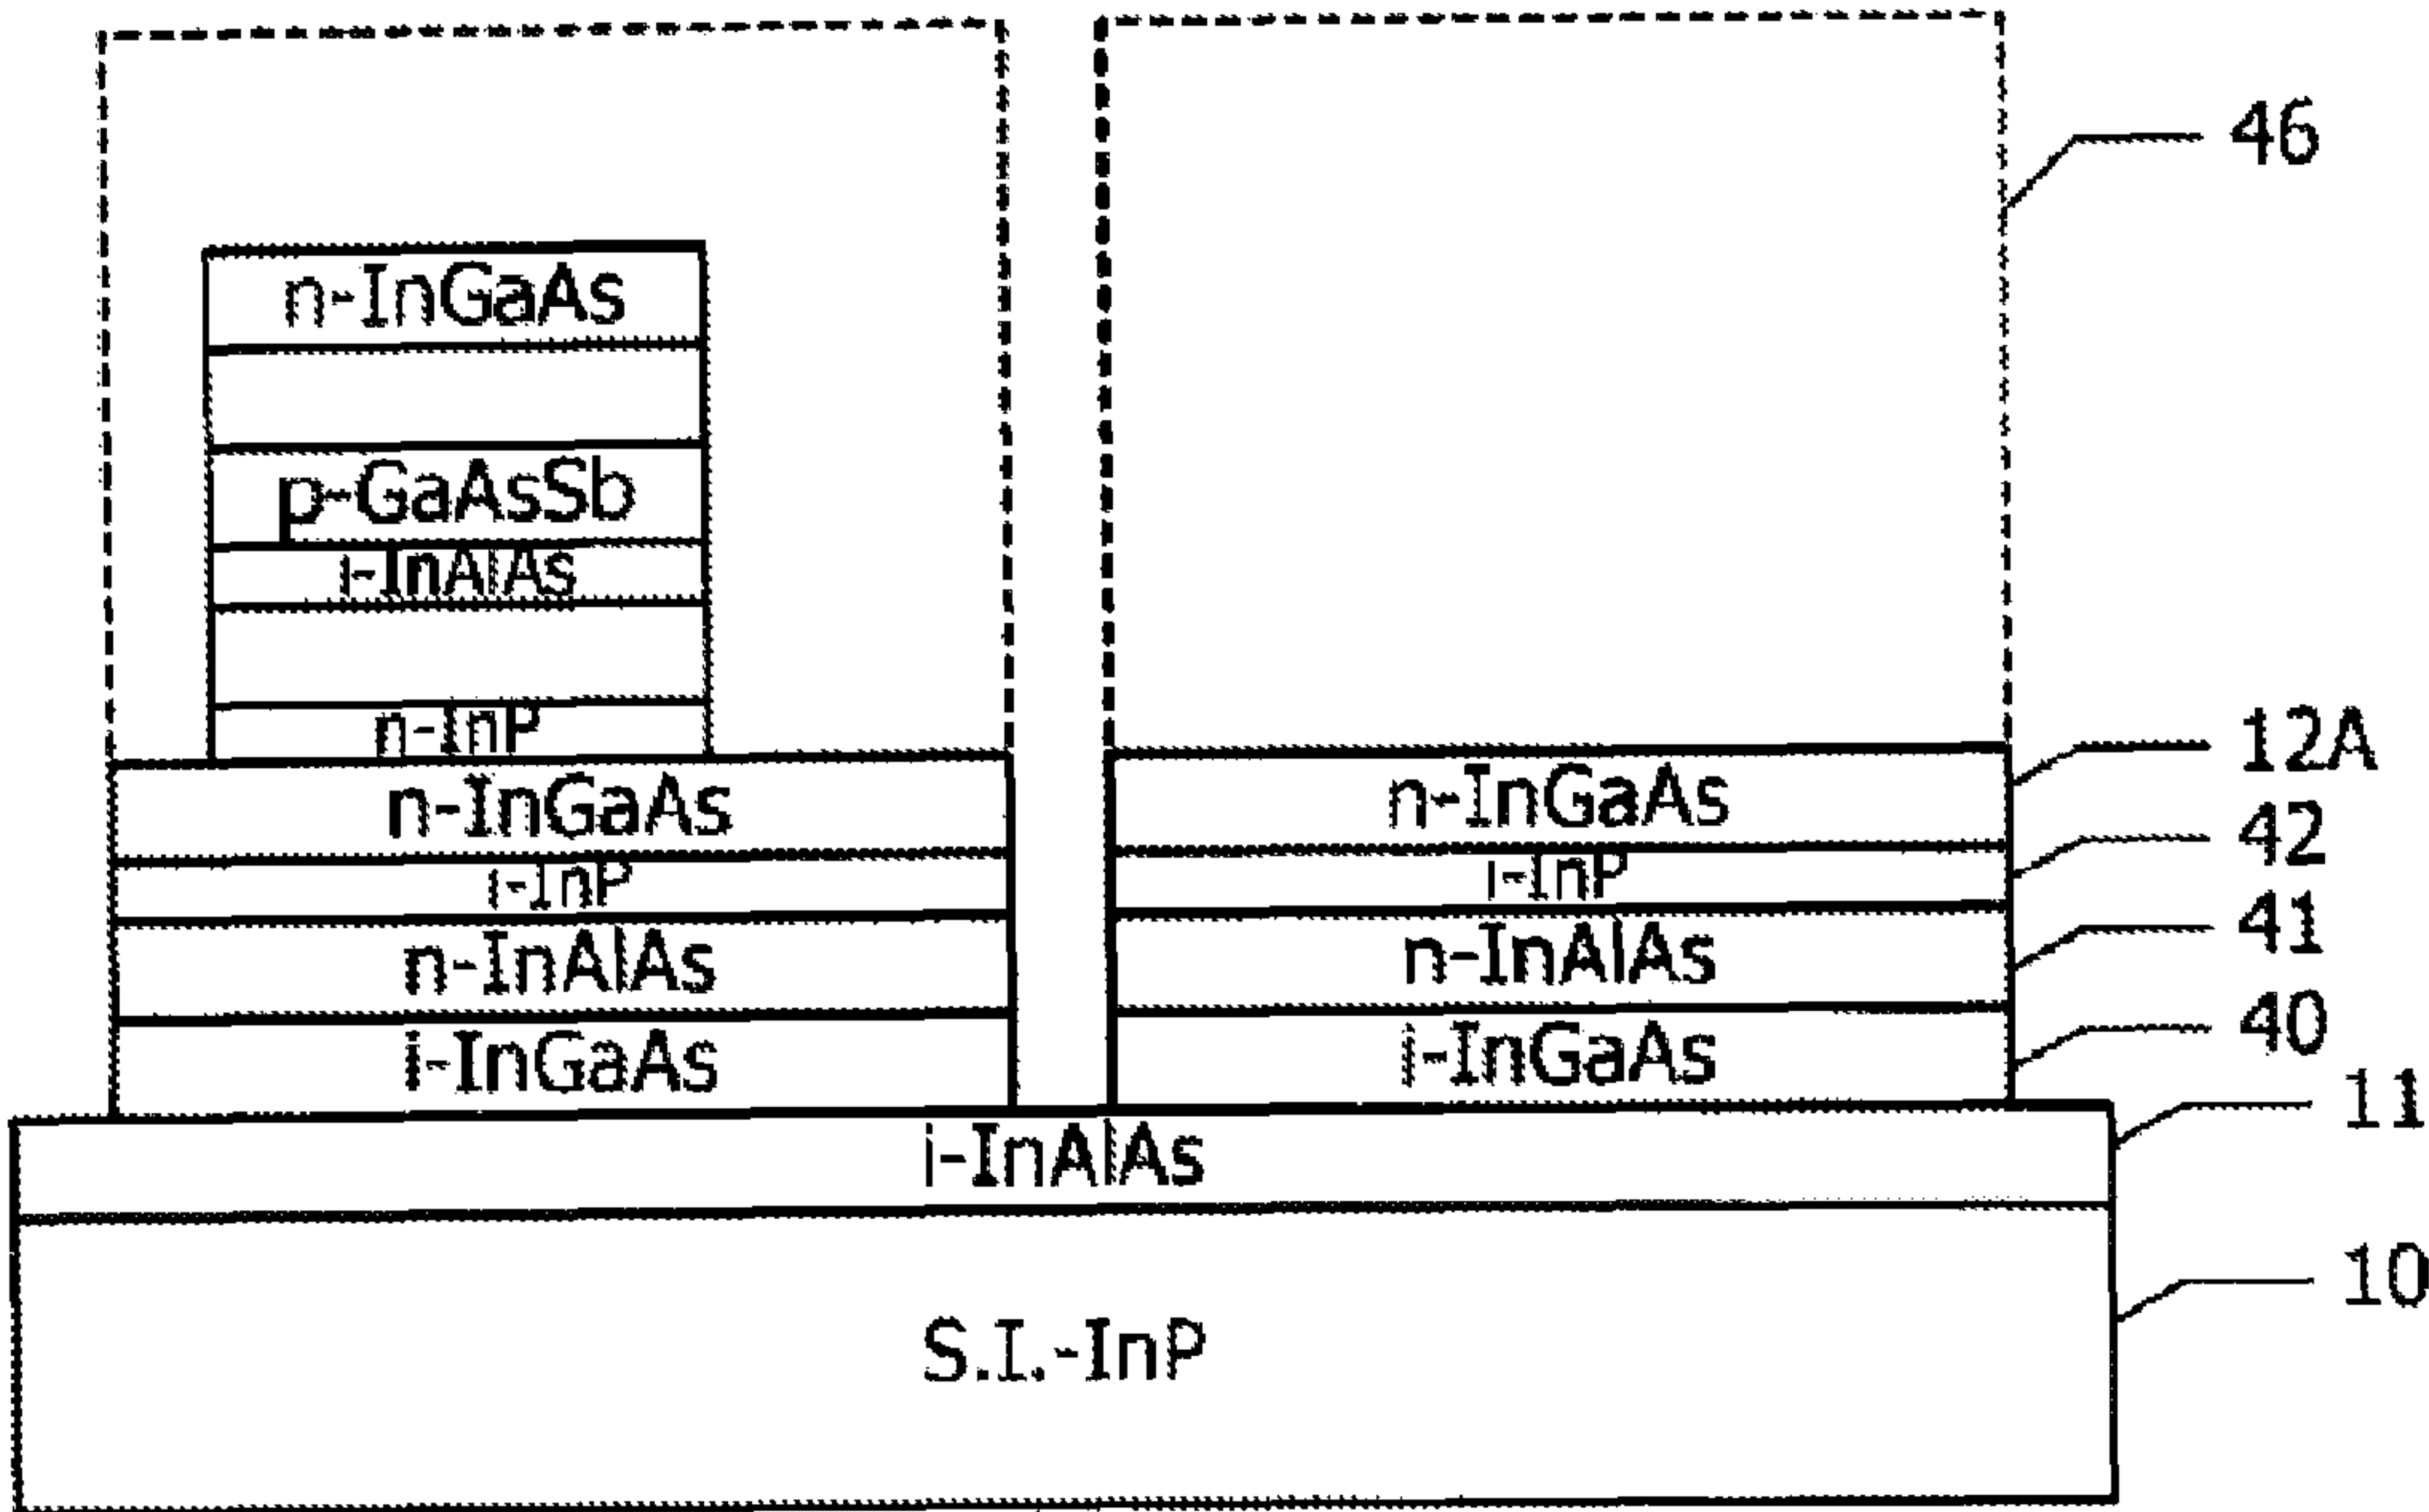 46
n-InGaAs
p-GaAsSb
i-InAlAs
n-InP
12A
n-InGaAs
n-InGaAs
42
i-InP
i-InP
41
n-InAlAs
n-InAlAs
40
i-InGaAs
i-InGaAs
11
i-InAlAs
10
S.I.-InP